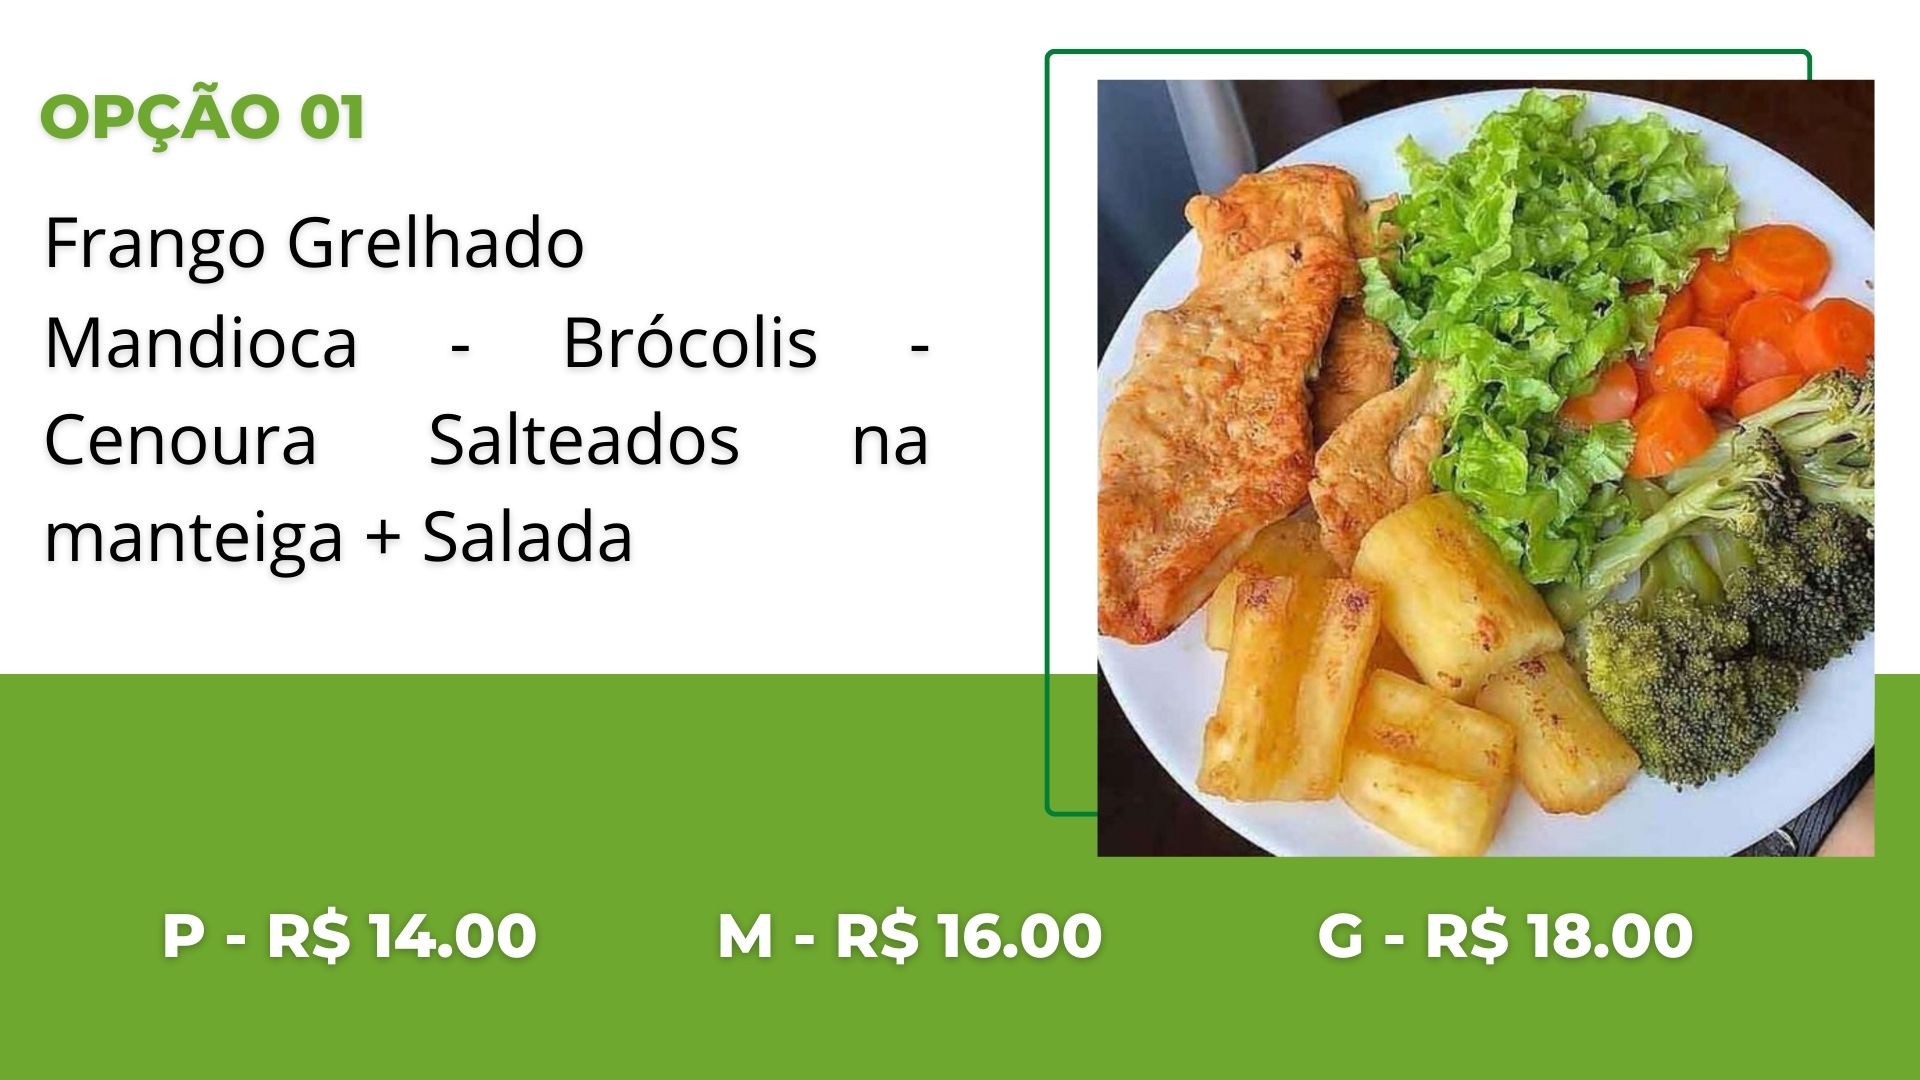 OPÇÃO 01
Frango Grelhado
Mandioca - Brócolis -
Cenoura Salteados na
manteiga + Salada
P - R$ 14.00
M - R$ 16.00
G - R$ 18.00